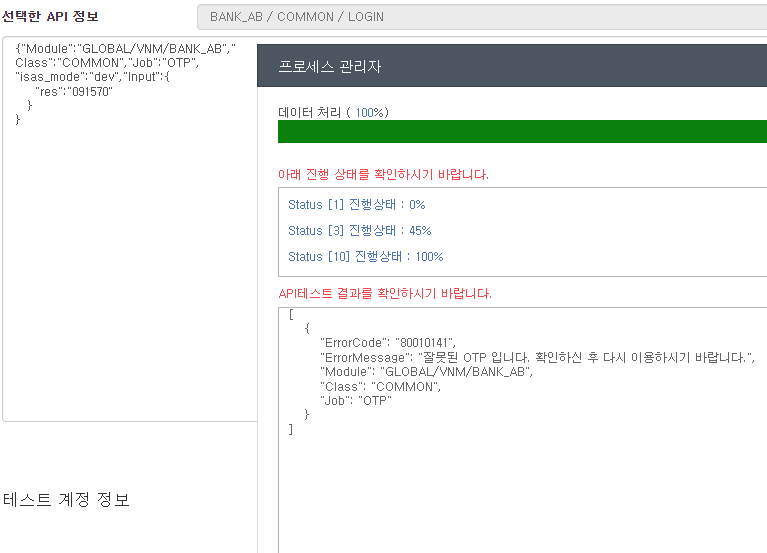 선택한 API 정보
BANK_AB / COMMON / LOGIN
{"Module":"GLOBAL/VNM/BANK_AB","
Class":"COMMON","Job":"OTP",
"isas_mode":"dev","Input":{
"res":"091570"
}
}
프로세스 관리자
데이터 처리 ( 100%)
아래 진행 상태를 확인하시기 바랍니다.
Status [1] 진행상태 : 0%
Status [3] 진행상태 : 45%
Status [10] 진행상태 : 100%
API테스트 결과를 확인하시기 바랍니다.
[
{
"ErrorCode": "80010141",
"ErrorMessage": "잘못된 OTP 입니다. 확인하신 후 다시 이용하시기 바랍니다.",
"Module": "GLOBAL/VNM/BANK_AB",
"Class": "COMMON",
"Job": "OTP"
}
]
테스트 계정 정보